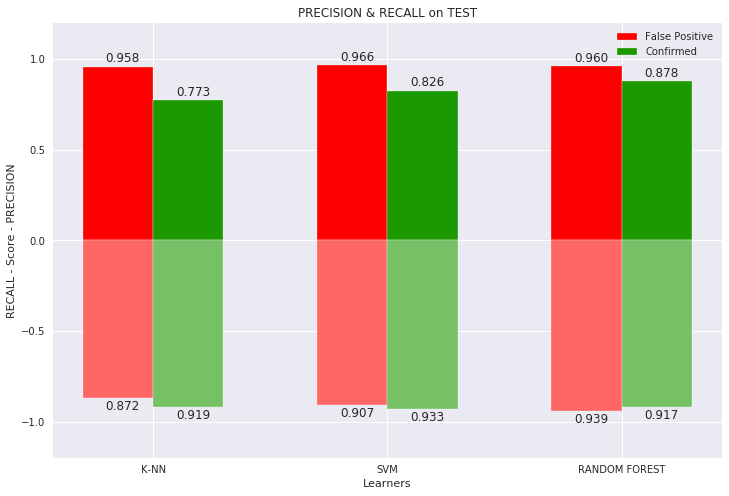 PRECISION & RECALL on TEST
False Positive
Confirmed
0.958
0.773
0.966
0.826
0.960
0.878
1.0
0.5
0.0
−0.5
−1.0
RECALL - Score - PRECISION
0.872
0.919
0.907
0.933
0.939
0.917
K-NN
SVM
RANDOM FOREST
Learners